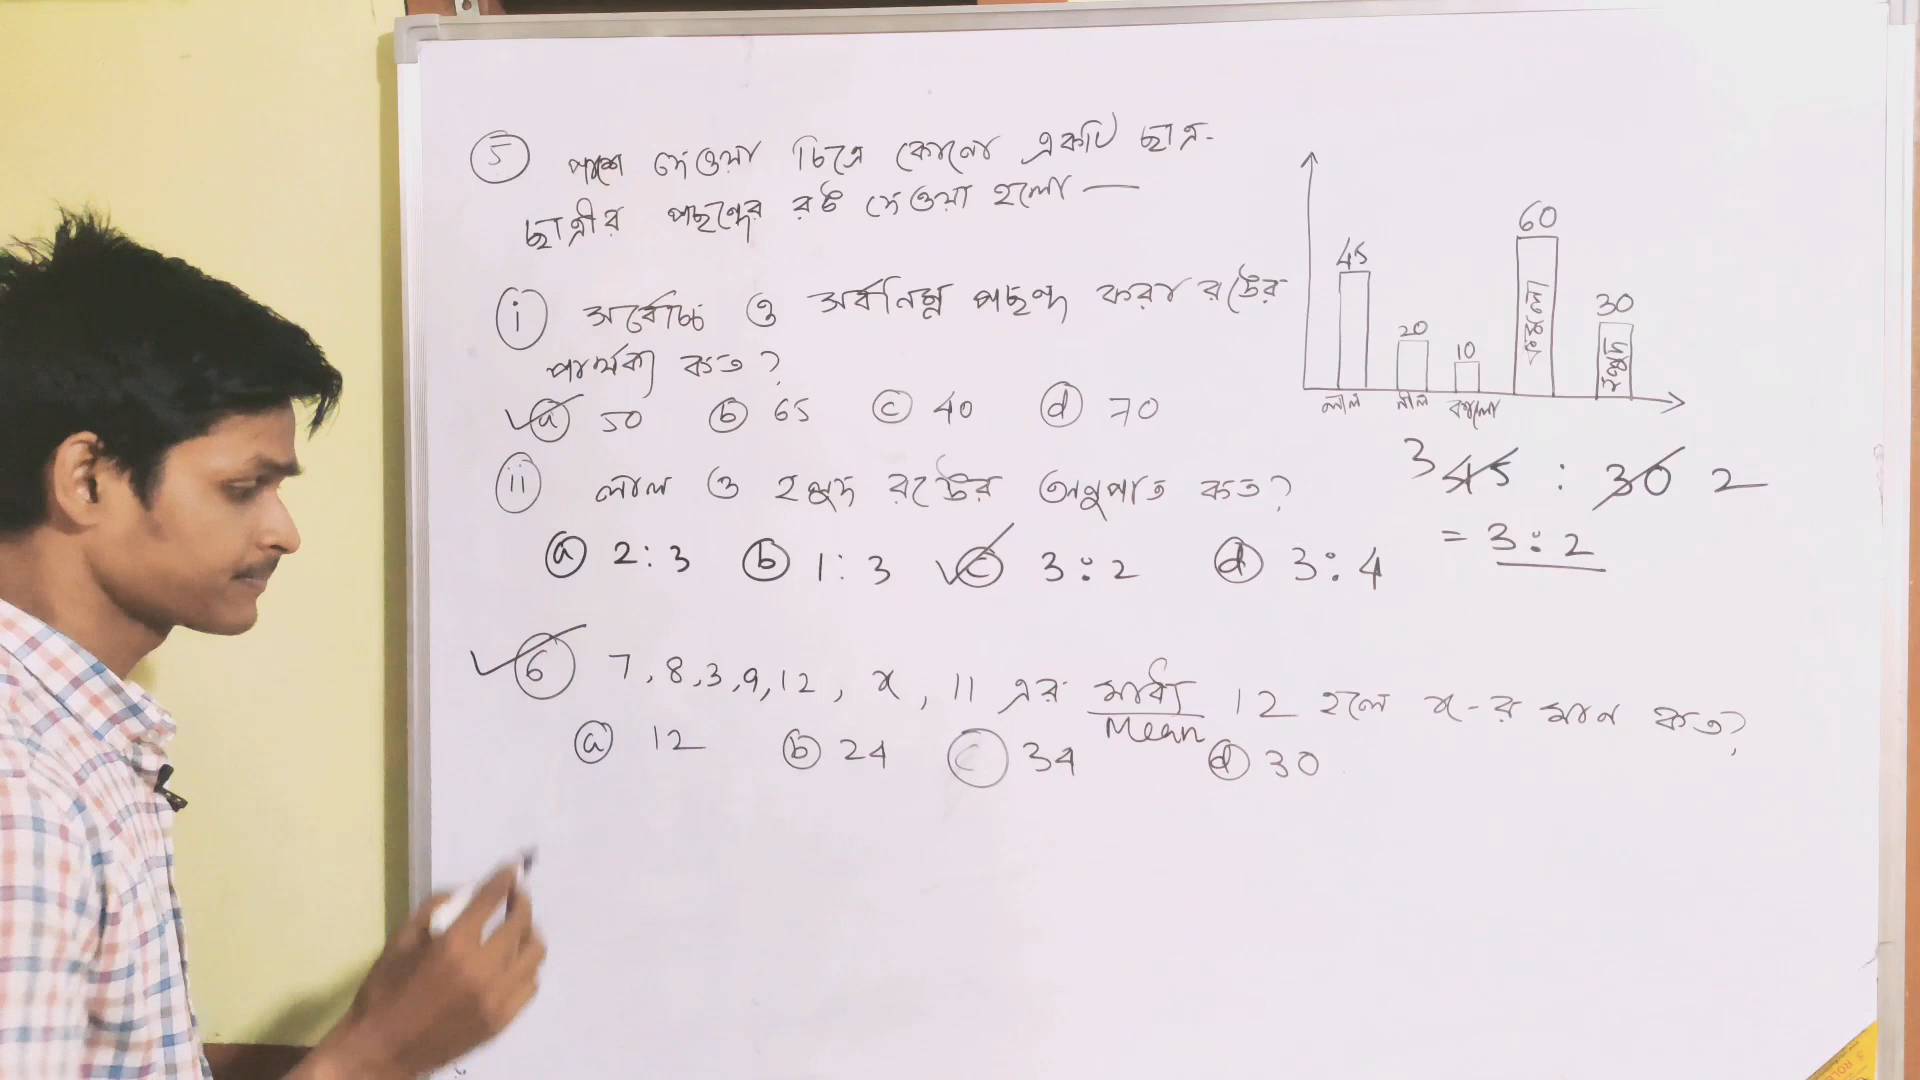 5 পাশে দেওয়া চিত্রে কোনো একটি ছাত্র-
ছাত্রীর পছন্দের রঙ দেওয়া হলো —
i সর্বোচ্চ ও সর্বনিম্ন পছন্দ করা রঙের
পার্থক্য কত?
a 50 b 65 c 40 d 70
ii লাল ও হলুদ রঙের অনুপাত কত?
a 2:3 b 1:3 c 3:2 d 3:4
6 7, 8, 3, 9, 12, x, 11 এর মধ্য 12 হলে x-র মান কত?
Mean
a 12 b 24 c 34 d 30
45 20 10 60 30
লাল নীল কালো হলুদ
3 45 : 30 2
= 3:2